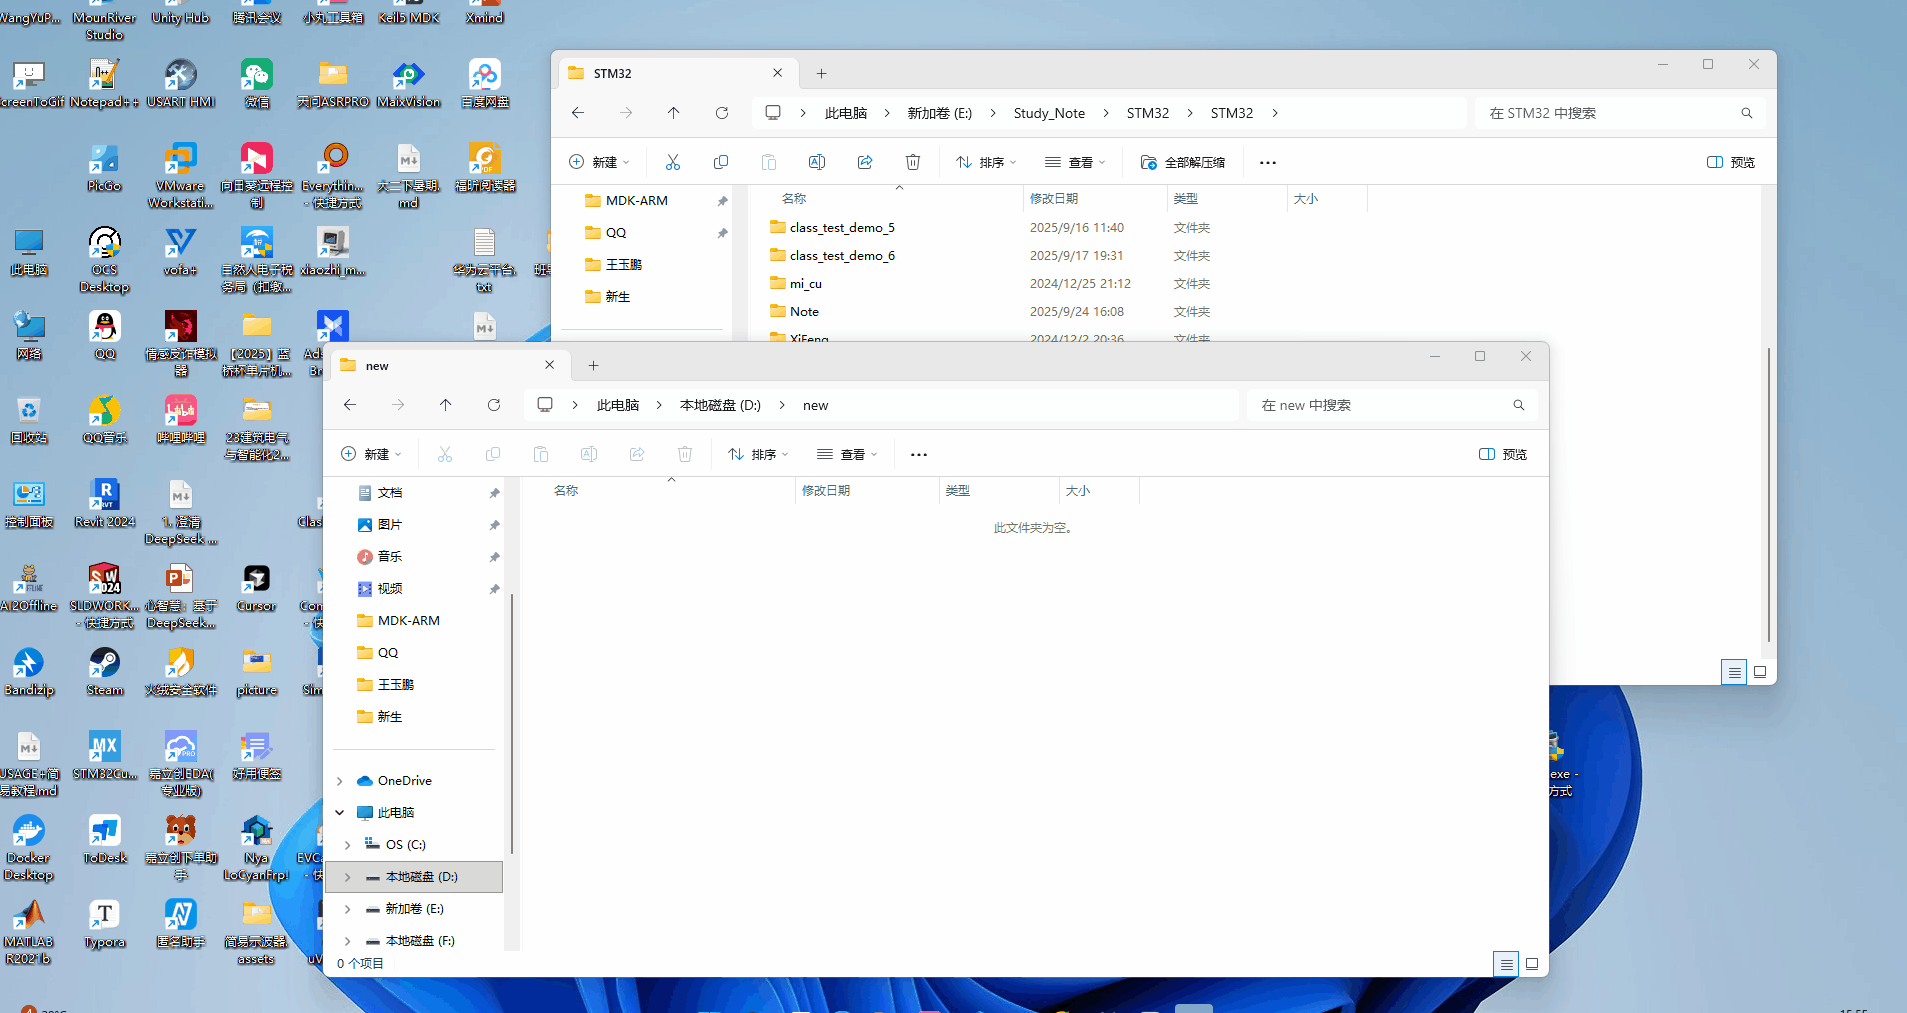 MounRiver Studio
Unity Hub
腾讯会议
小丸工具箱
Keil5 MDK
Xmind
Notepad++
USART HMI
微信
天问ASRPRO
MaixVision
百度网盘
PicGo
VMware Workstati...
向日葵远程控制
Everythin... - 快捷方式
大二下暑期.md
福昕阅读器
此电脑
OCS Desktop
vofa+
自然人电子税务局（扣缴...
xiaozhi_m...
华为云平台.txt
网络
QQ
情感反诈模拟器
【2025】蓝桥杯单片机...
回收站
QQ音乐
哔哩哔哩
23建筑电气与智能化2...
控制面板
Revit 2024
1. 澄清 DeepSeek ...
AI2Offline
SLDWORK... - 快捷方式
心智慧：基于DeepSeek...
Cursor
Bandizip
Steam
火绒安全软件
picture
USAGE+简易教程.md
STM32Cu...
嘉立创EDA(专业版)
好用便签
Docker Desktop
ToDesk
嘉立创下单助手
Nya LoCyanFrp!
MATLAB R2021b
Typora
匿名助手
简易示波器.assets
STM32
此电脑 新加卷 (E:) Study_Note STM32 STM32
在 STM32 中搜索
新建 排序 查看 全部解压缩 预览
MDK-ARM
QQ
王玉鹏
新生
名称 修改日期 类型 大小
class_test_demo_5 2025/9/16 11:40 文件夹
class_test_demo_6 2025/9/17 19:31 文件夹
mi_cu 2024/12/25 21:12 文件夹
Note 2025/9/24 16:08 文件夹
XiFeng 2024/12/2 20:36 文件夹
new
此电脑 本地磁盘 (D:) new
在 new 中搜索
新建 排序 查看 预览
文档
图片
音乐
视频
MDK-ARM
QQ
王玉鹏
新生
OneDrive
此电脑
OS (C:)
本地磁盘 (D:)
新加卷 (E:)
本地磁盘 (F:)
名称 修改日期 类型 大小
此文件夹为空。
0 个项目